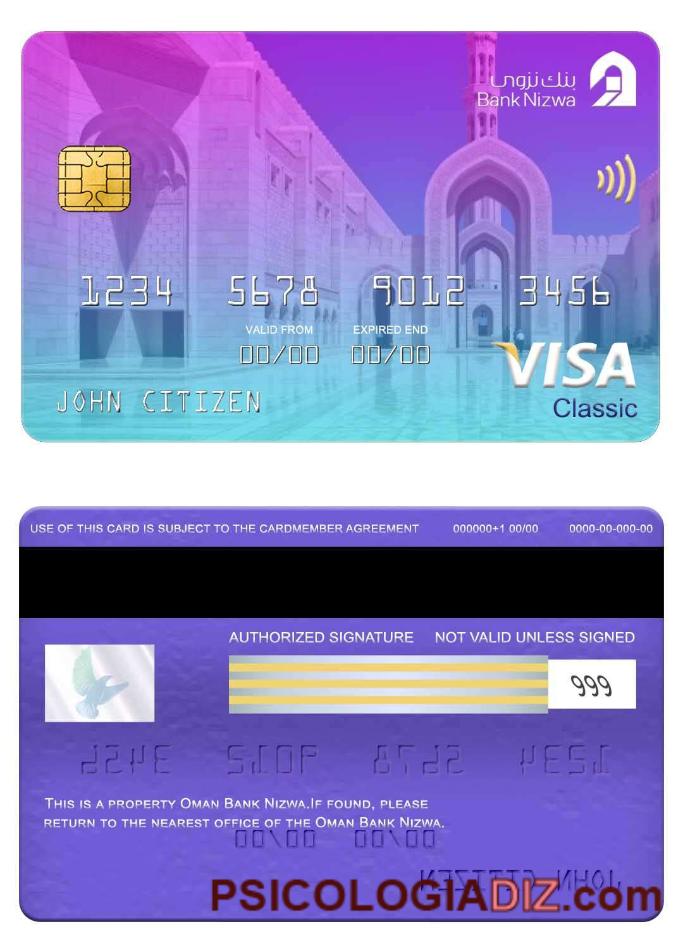 بنك نزوى
Bank Nizwa
1234 5678 9012 3456
VALID FROM EXPIRED END
00/00 00/00
JOHN CITIZEN
VISA
Classic
USE OF THIS CARD IS SUBJECT TO THE CARDMEMBER AGREEMENT 000000+1 00/00 0000-00-000-00
AUTHORIZED SIGNATURE NOT VALID UNLESS SIGNED
999
THIS IS A PROPERTY OMAN BANK NIZWA.IF FOUND, PLEASE
RETURN TO THE NEAREST OFFICE OF THE OMAN BANK NIZWA.
PSICOLOGIADIZ.com